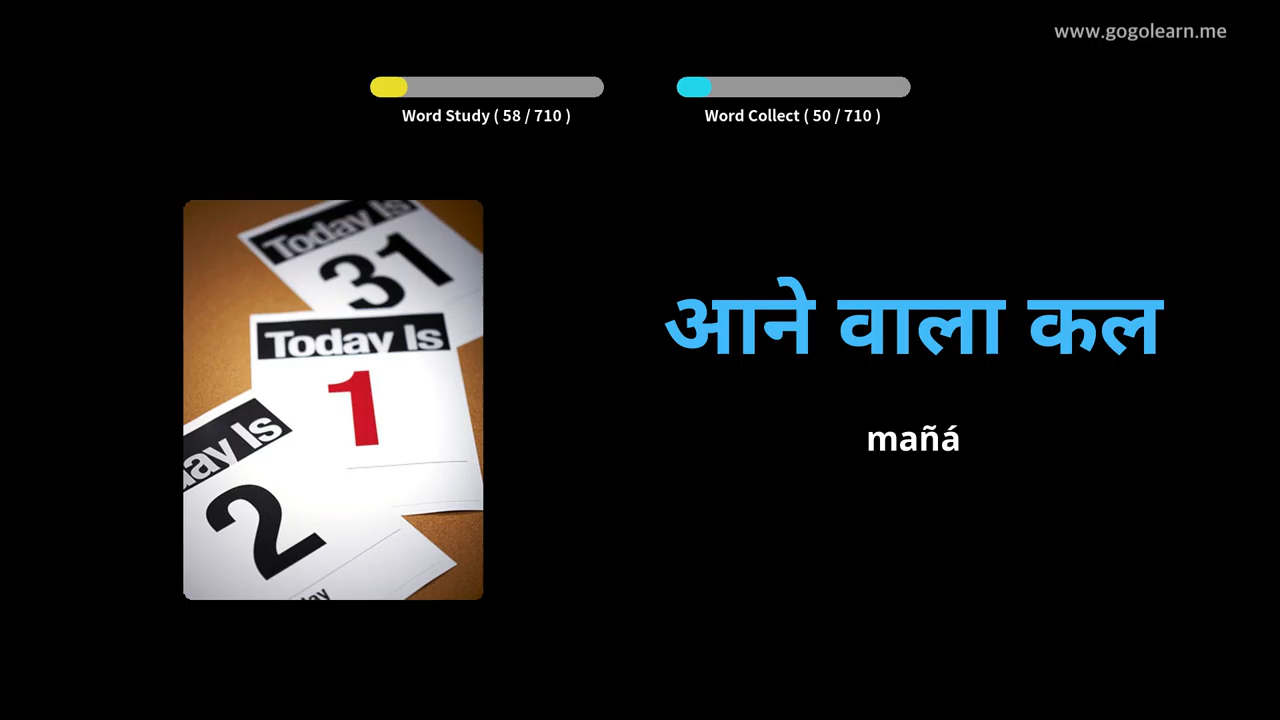 www.gogolearn.me
Word Study ( 58 / 710 )
Word Collect ( 50 / 710 )
Today Is
31
Today Is
1
ay Is
2
आने वाला कल
mañá